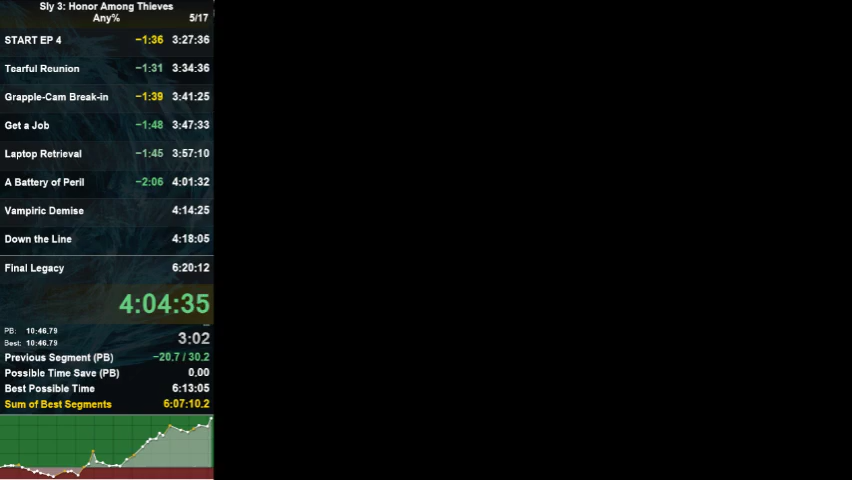 Sly 3: Honor Among Thieves
Any% 5/17
START EP 4 −1:36 3:27:36
Tearful Reunion −1:31 3:34:36
Grapple-Cam Break-in −1:39 3:41:25
Get a Job −1:48 3:47:33
Laptop Retrieval −1:45 3:57:10
A Battery of Peril −2:06 4:01:32
Vampiric Demise 4:14:25
Down the Line 4:18:05
Final Legacy 6:20:12
4:04:35
PB: 10:46.79
Best: 10:46.79 3:02
Previous Segment (PB) −20.7 / 30.2
Possible Time Save (PB) 0.00
Best Possible Time 6:13:05
Sum of Best Segments 6:07:10.2